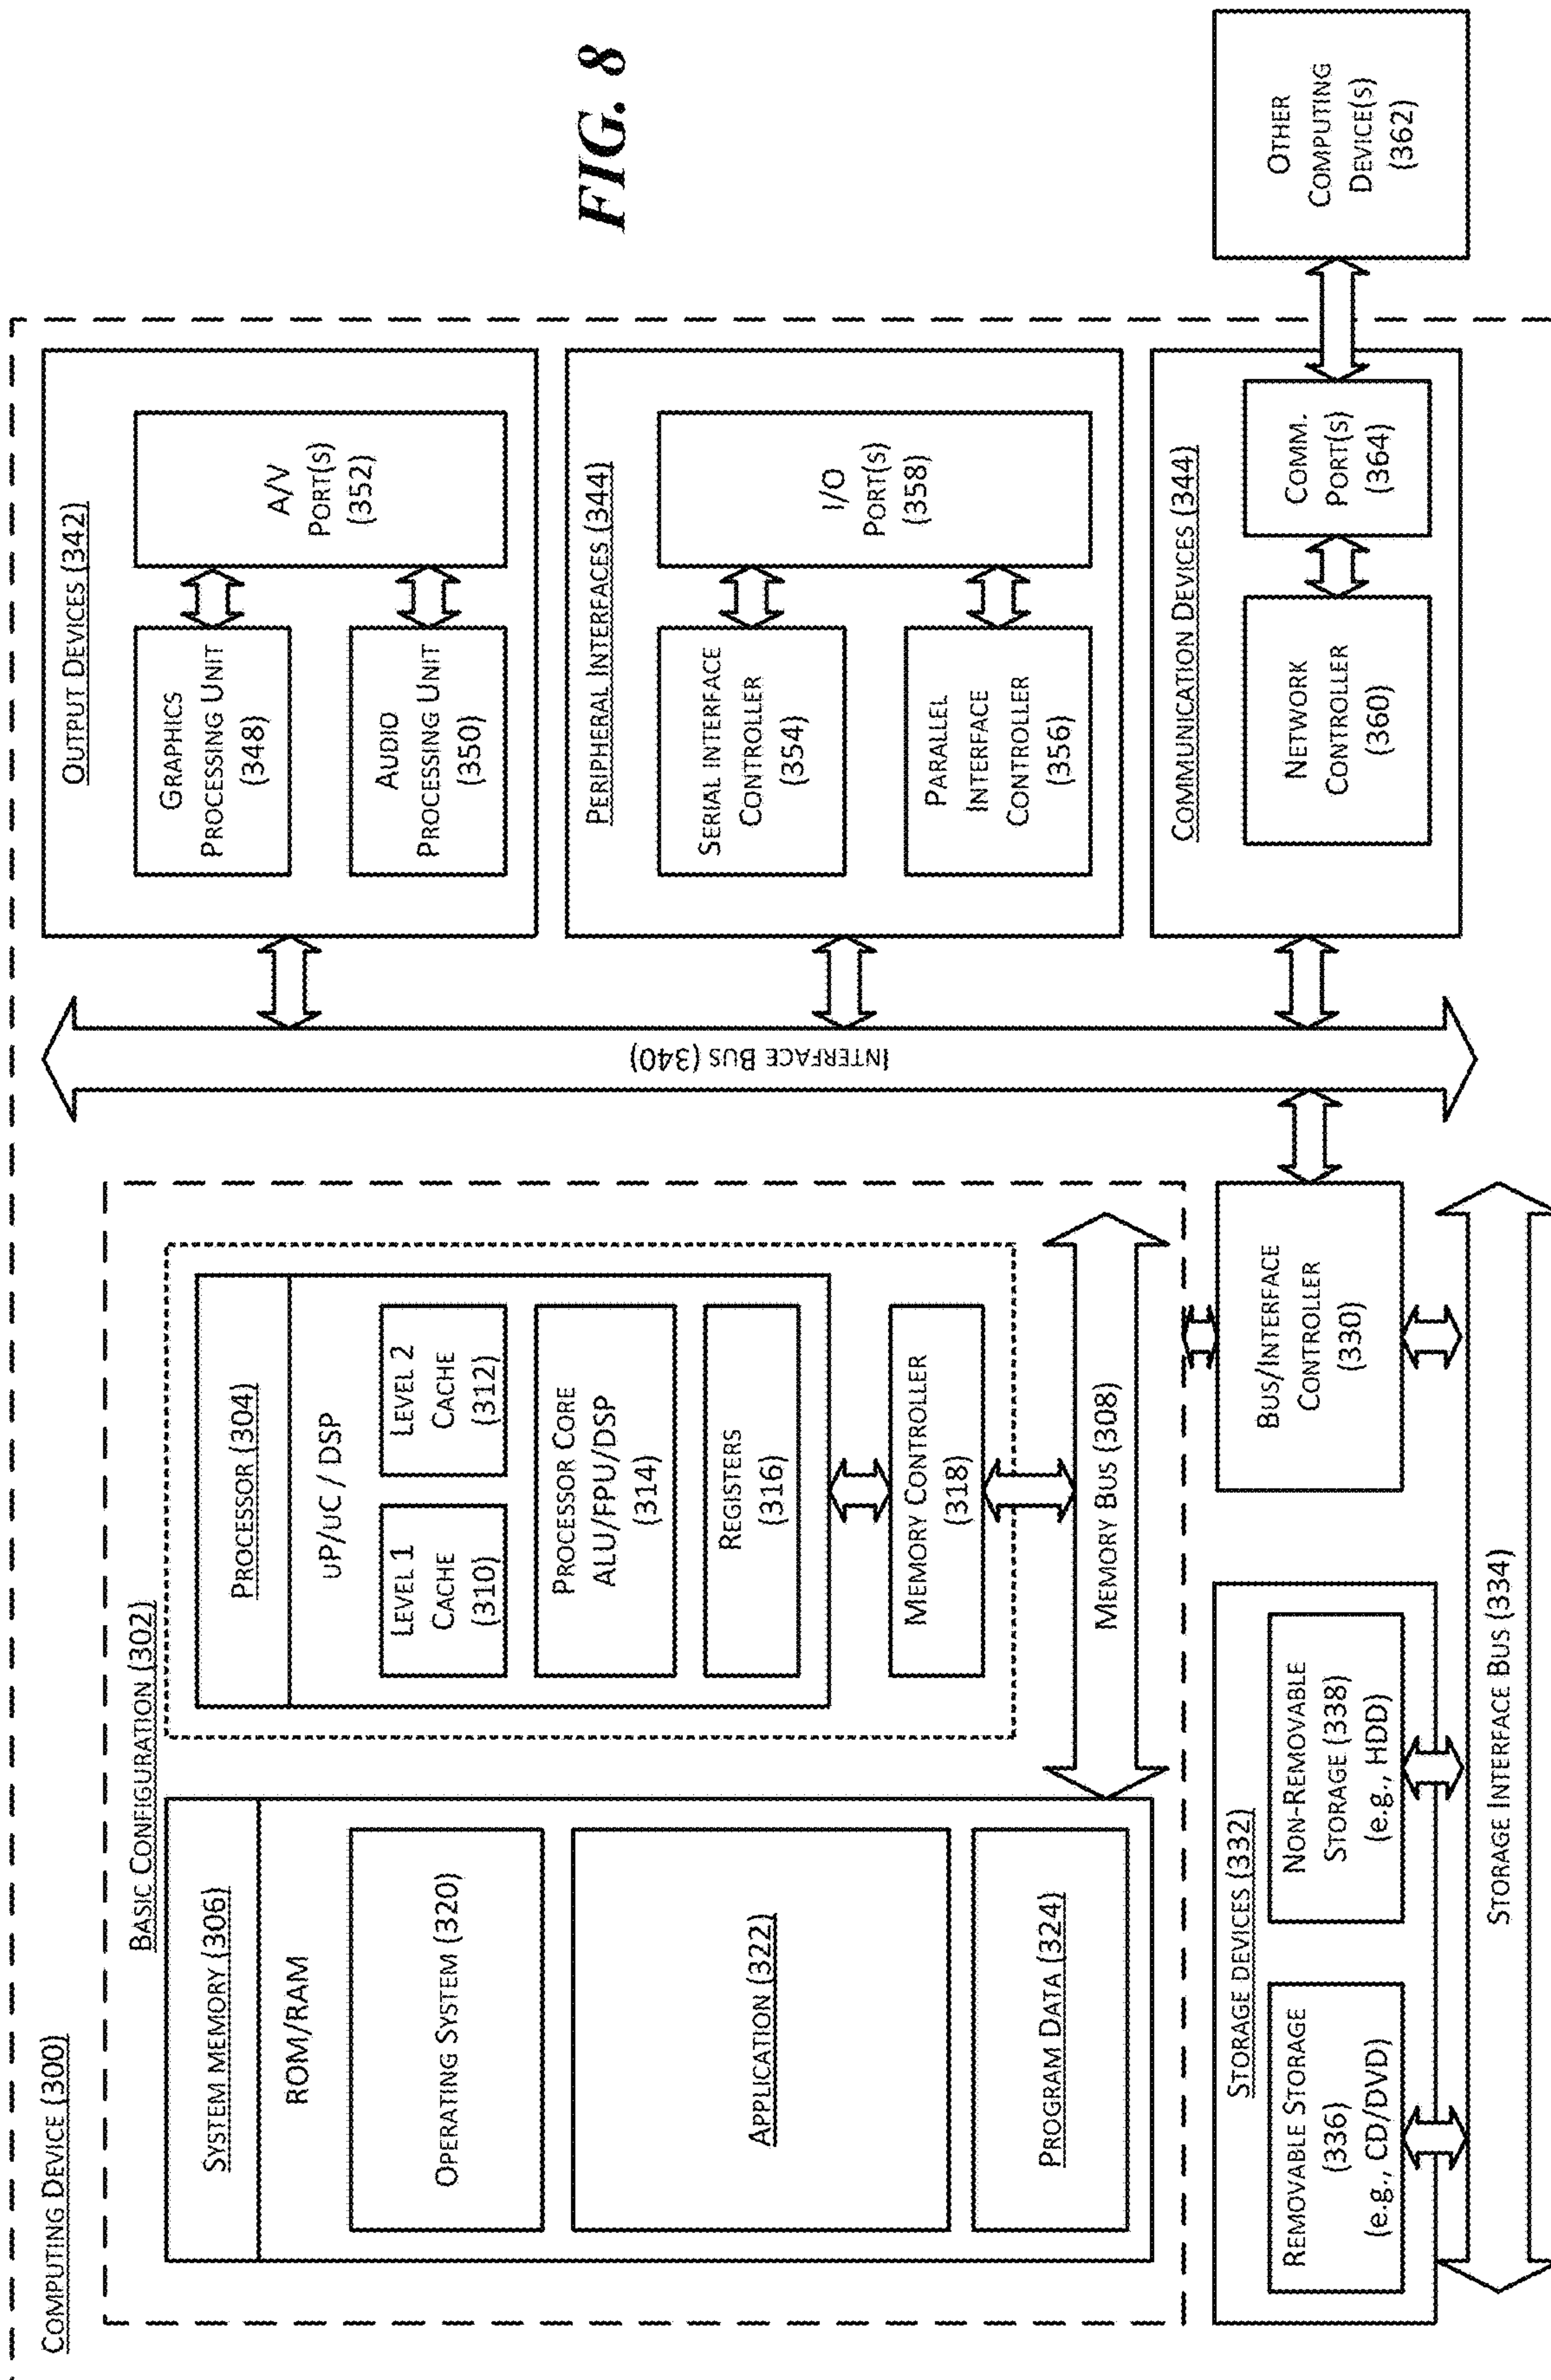 COMPUTING DEVICE (300)
BASIC CONFIGURATION (302)
SYSTEM MEMORY (306)
ROM/RAM
OPERATING SYSTEM (320)
APPLICATION (322)
PROGRAM DATA (324)
PROCESSOR (304)
UP/UC / DSP
LEVEL 1
CACHE
(310)
LEVEL 2
CACHE
(312)
PROCESSOR CORE
ALU/FPU/DSP
(314)
REGISTERS
(316)
MEMORY CONTROLLER
(318)
MEMORY BUS (308)
BUS/INTERFACE
CONTROLLER
(330)
STORAGE DEVICES (332)
REMOVABLE STORAGE
(336)
(e.g., CD/DVD)
NON-REMOVABLE
STORAGE (338)
(e.g., HDD)
STORAGE INTERFACE BUS (334)
INTERFACE BUS (340)
OUTPUT DEVICES (342)
GRAPHICS
PROCESSING UNIT
(348)
AUDIO
PROCESSING UNIT
(350)
A/V
PORT(S)
(352)
PERIPHERAL INTERFACES (344)
SERIAL INTERFACE
CONTROLLER
(354)
PARALLEL
INTERFACE
CONTROLLER
(356)
I/O
PORT(S)
(358)
COMMUNICATION DEVICES (344)
NETWORK
CONTROLLER
(360)
COMM.
PORT(S)
(364)
OTHER
COMPUTING
DEVICE(S)
(362)
FIG. 8